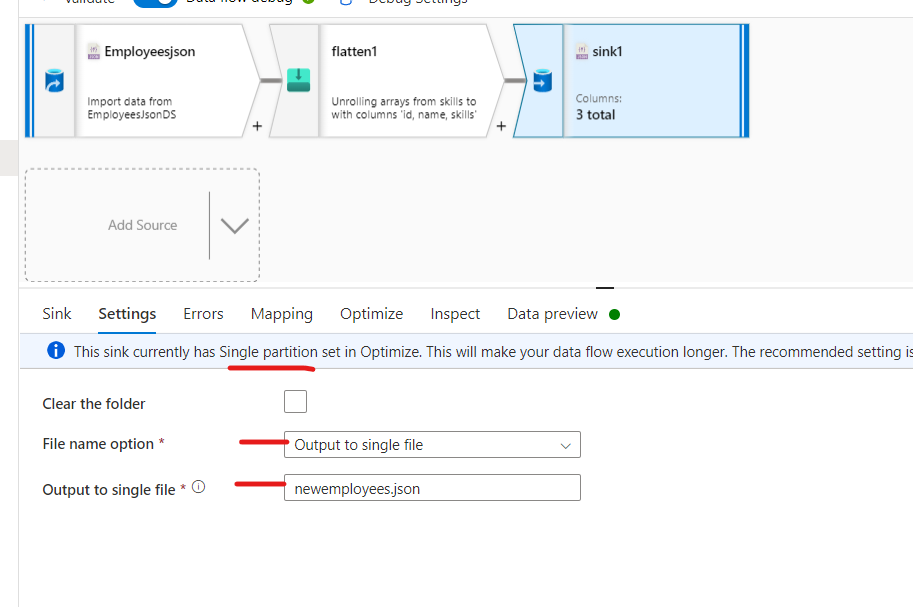 Validate
Data flow debug
Debug Settings
Employeesjson
Import data from
EmployeesJsonDS
+
flatten1
Unrolling arrays from skills to
with columns 'id, name, skills'
+
sink1
Columns:
3 total
Add Source
Sink
Settings
Errors
Mapping
Optimize
Inspect
Data preview
This sink currently has Single partition set in Optimize. This will make your data flow execution longer. The recommended setting is
Clear the folder
File name option *
Output to single file
Output to single file *
newemployees.json